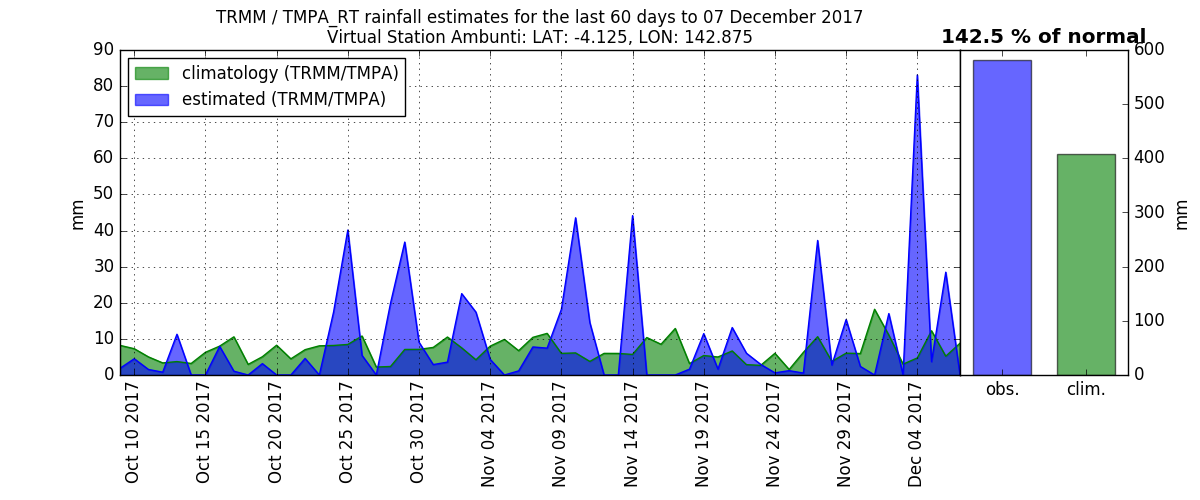 TRMM / TMPA_RT rainfall estimates for the last 60 days to 07 December 2017
Virtual Station Ambunti: LAT: -4.125, LON: 142.875
142.5 % of normal
climatology (TRMM/TMPA)
estimated (TRMM/TMPA)
90
80
70
60
50
40
30
20
10
0
mm
Oct 10 2017
Oct 15 2017
Oct 20 2017
Oct 25 2017
Oct 30 2017
Nov 04 2017
Nov 09 2017
Nov 14 2017
Nov 19 2017
Nov 24 2017
Nov 29 2017
Dec 04 2017
600
500
400
300
200
100
0
mm
obs.
clim.